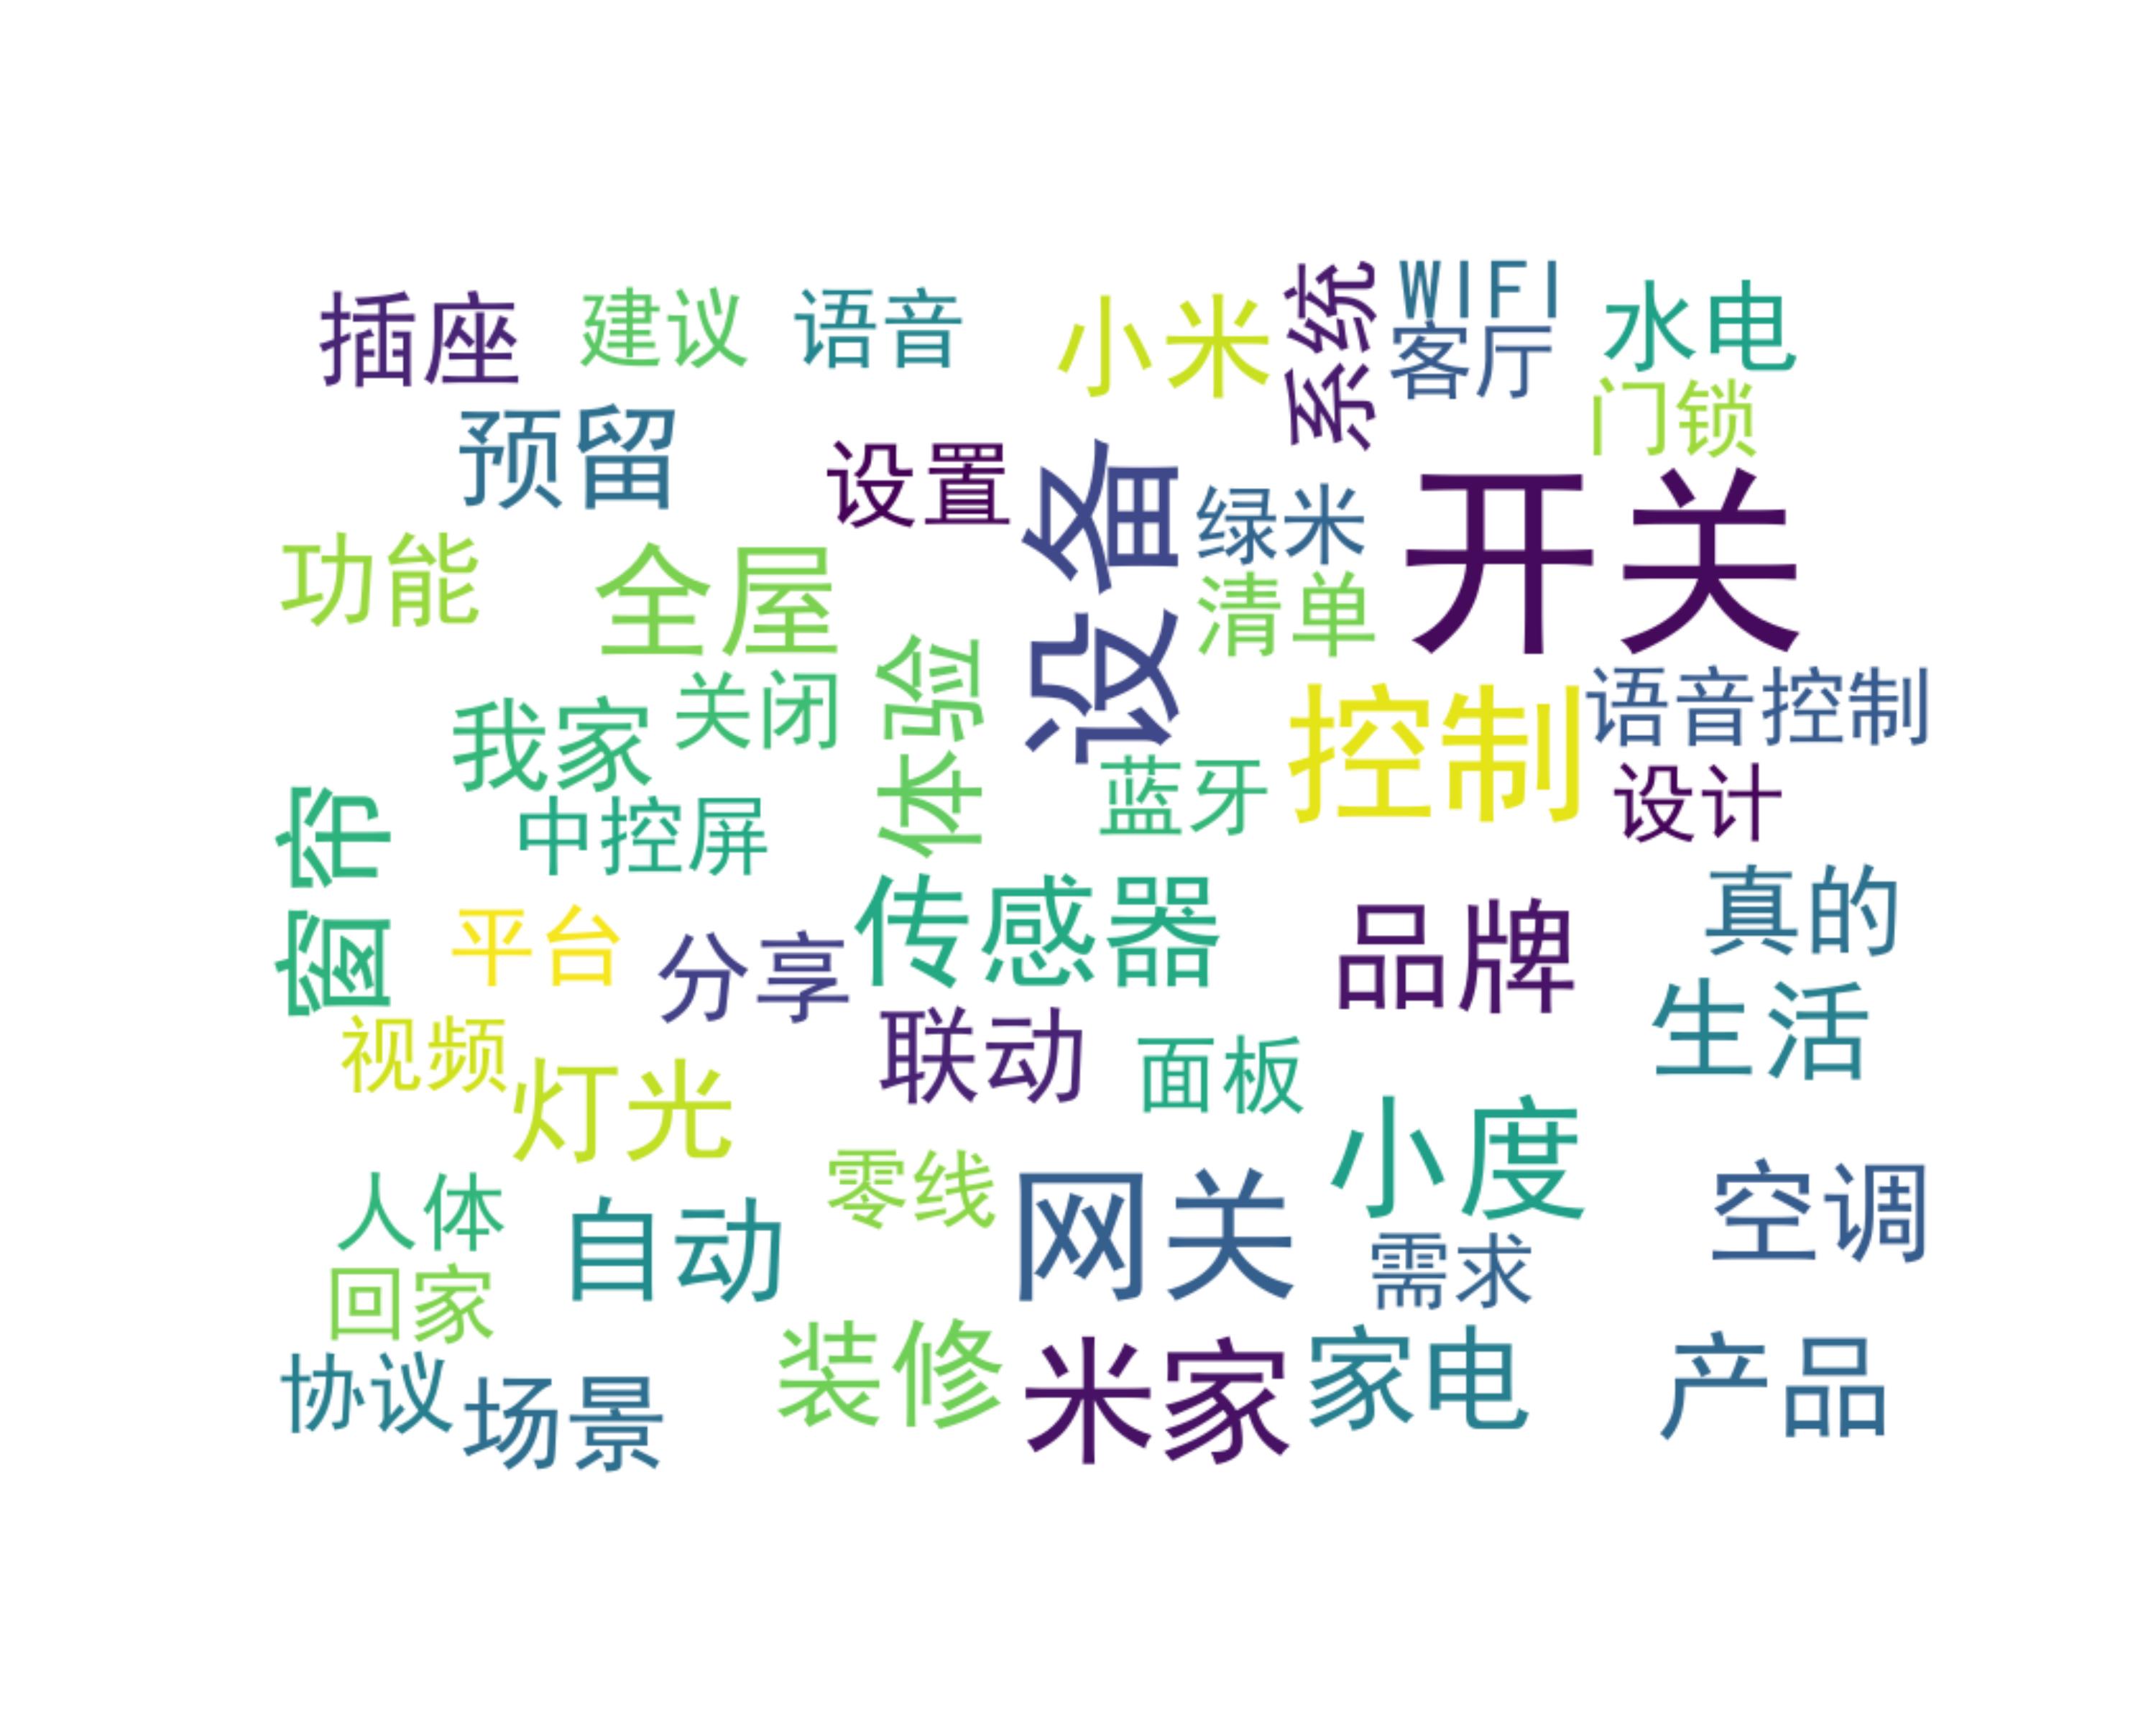 插座
建议
语音
小米
系统
WIFI
客厅
水电
门锁
预留
设置
设备
绿米
清单
开关
功能
全屋
体验
我家
关闭
语音控制
控制
设计
蓝牙
窗帘
中控屏
传感器
真的
平台
分享
品牌
生活
视频
灯光
联动
面板
小度
人体
自动
零线
网关
空调
需求
回家
装修
米家
家电
产品
协议
场景